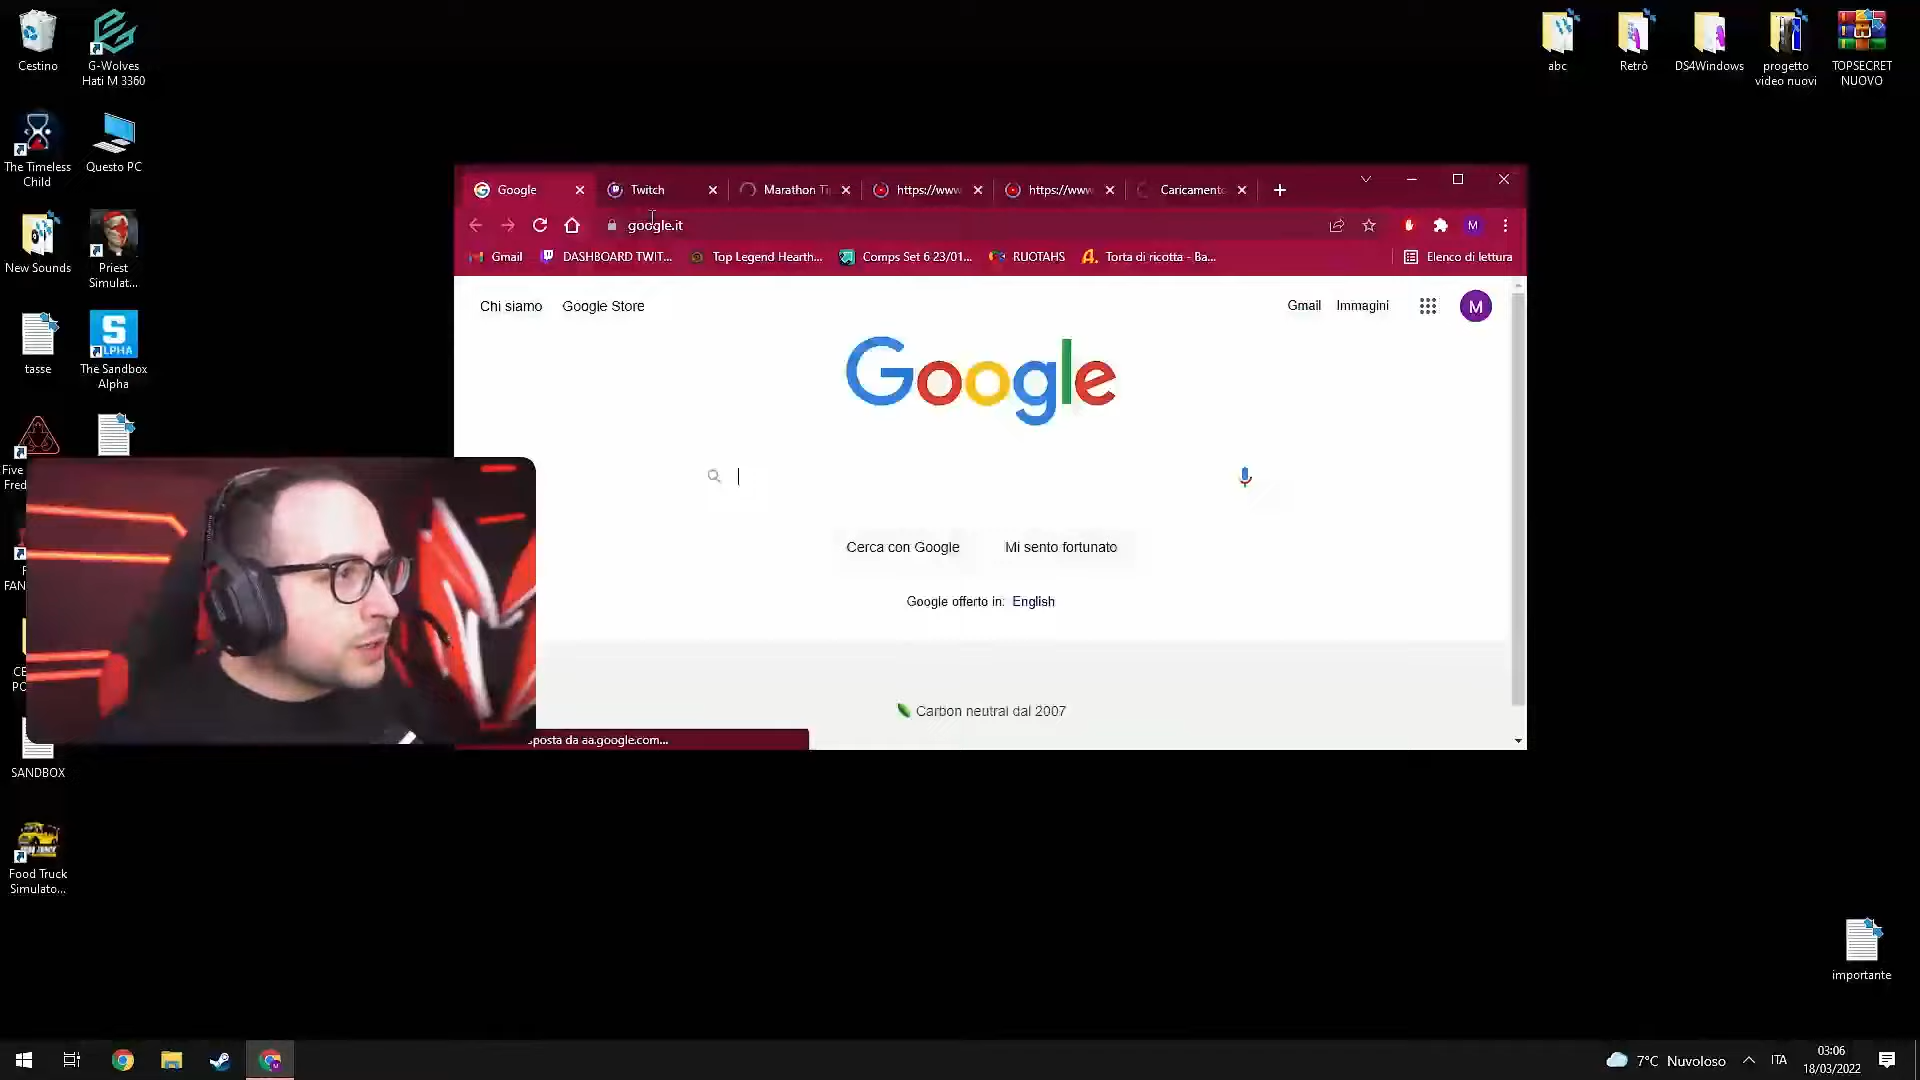 Cestino
G-Wolves
Hati M 3360
The Timeless
Child
Questo PC
New Sounds
Priest
Simulat...
tasse
The Sandbox
Alpha
S
ALPHA
Five
Fred
FAN
CE
PO
SANDBOX
Food Truck
Simulato...
abc
Retrò
DS4Windows
progetto
video nuovi
TOPSECRET
NUOVO
Google
Twitch
Marathon Ti
https://www
https://www
Caricamento
google.it
M
Gmail
DASHBOARD TWIT...
Top Legend Hearth...
Comps Set 6 23/01...
RUOTAHS
Torta di ricotta - Ba...
Elenco di lettura
Chi siamo
Google Store
Gmail
Immagini
M
Google
Cerca con Google
Mi sento fortunato
Google offerto in: English
Carbon neutral dal 2007
posta da aa.google.com...
importante
7°C Nuvoloso
ITA
03:06
18/03/2022